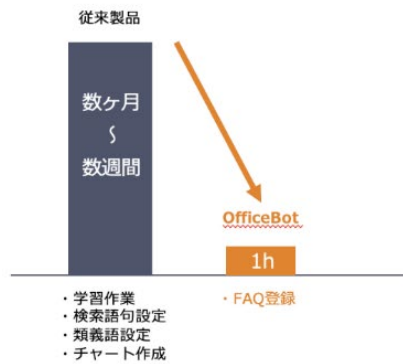 従来製品
数ヶ月
〜
数週間
OfficeBot
1h
・学習作業
・検索語句設定
・類義語設定
・チャート作成
・FAQ登録